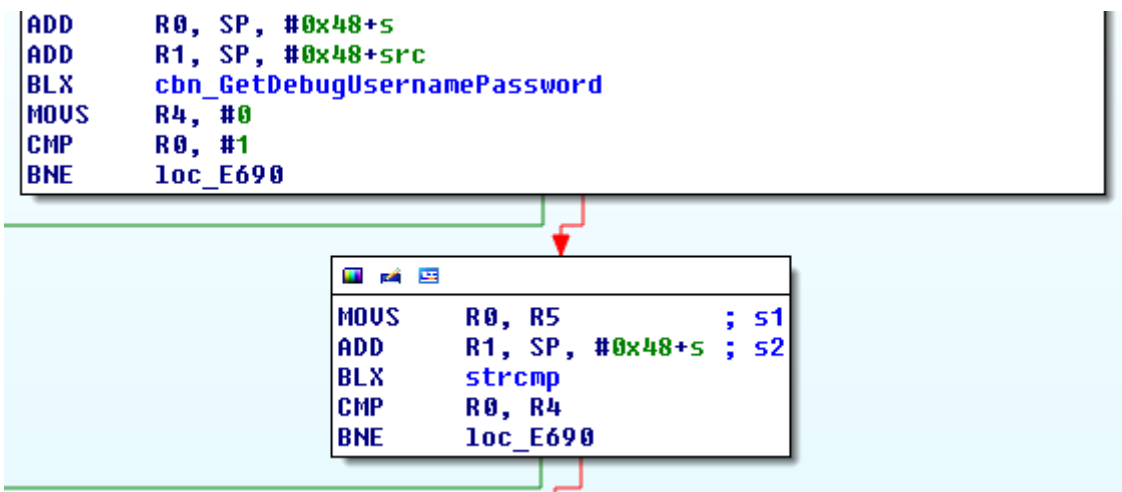 ADD R0, SP, #0x48+s
ADD R1, SP, #0x48+src
BLX cbn_GetDebugUsernamePassword
MOVS R4, #0
CMP R0, #1
BNE loc_E690
MOVS R0, R5 ; s1
ADD R1, SP, #0x48+s ; s2
BLX strcmp
CMP R0, R4
BNE loc_E690